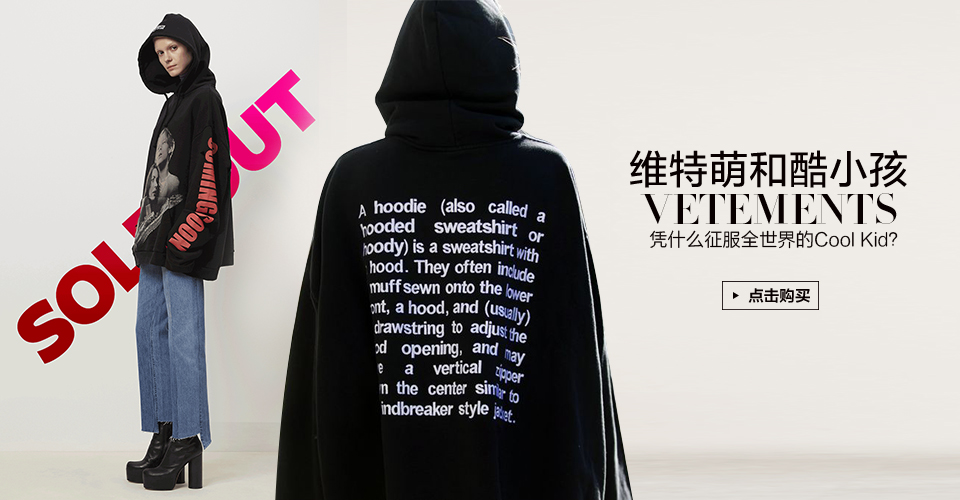 SOLD OUT
COMINGSOON
A hoodie (also called a
hooded sweatshirt or
hoody) is a sweatshirt with
hood. They often include
muff sewn onto the lower
ont, a hood, and (usually)
drawstring to adjust the
od opening, and may
e a vertical zipper
n the center similar to
indbreaker style jacket.
维特萌和酷小孩
VETEMENTS
凭什么征服全世界的Cool Kid?
点击购买